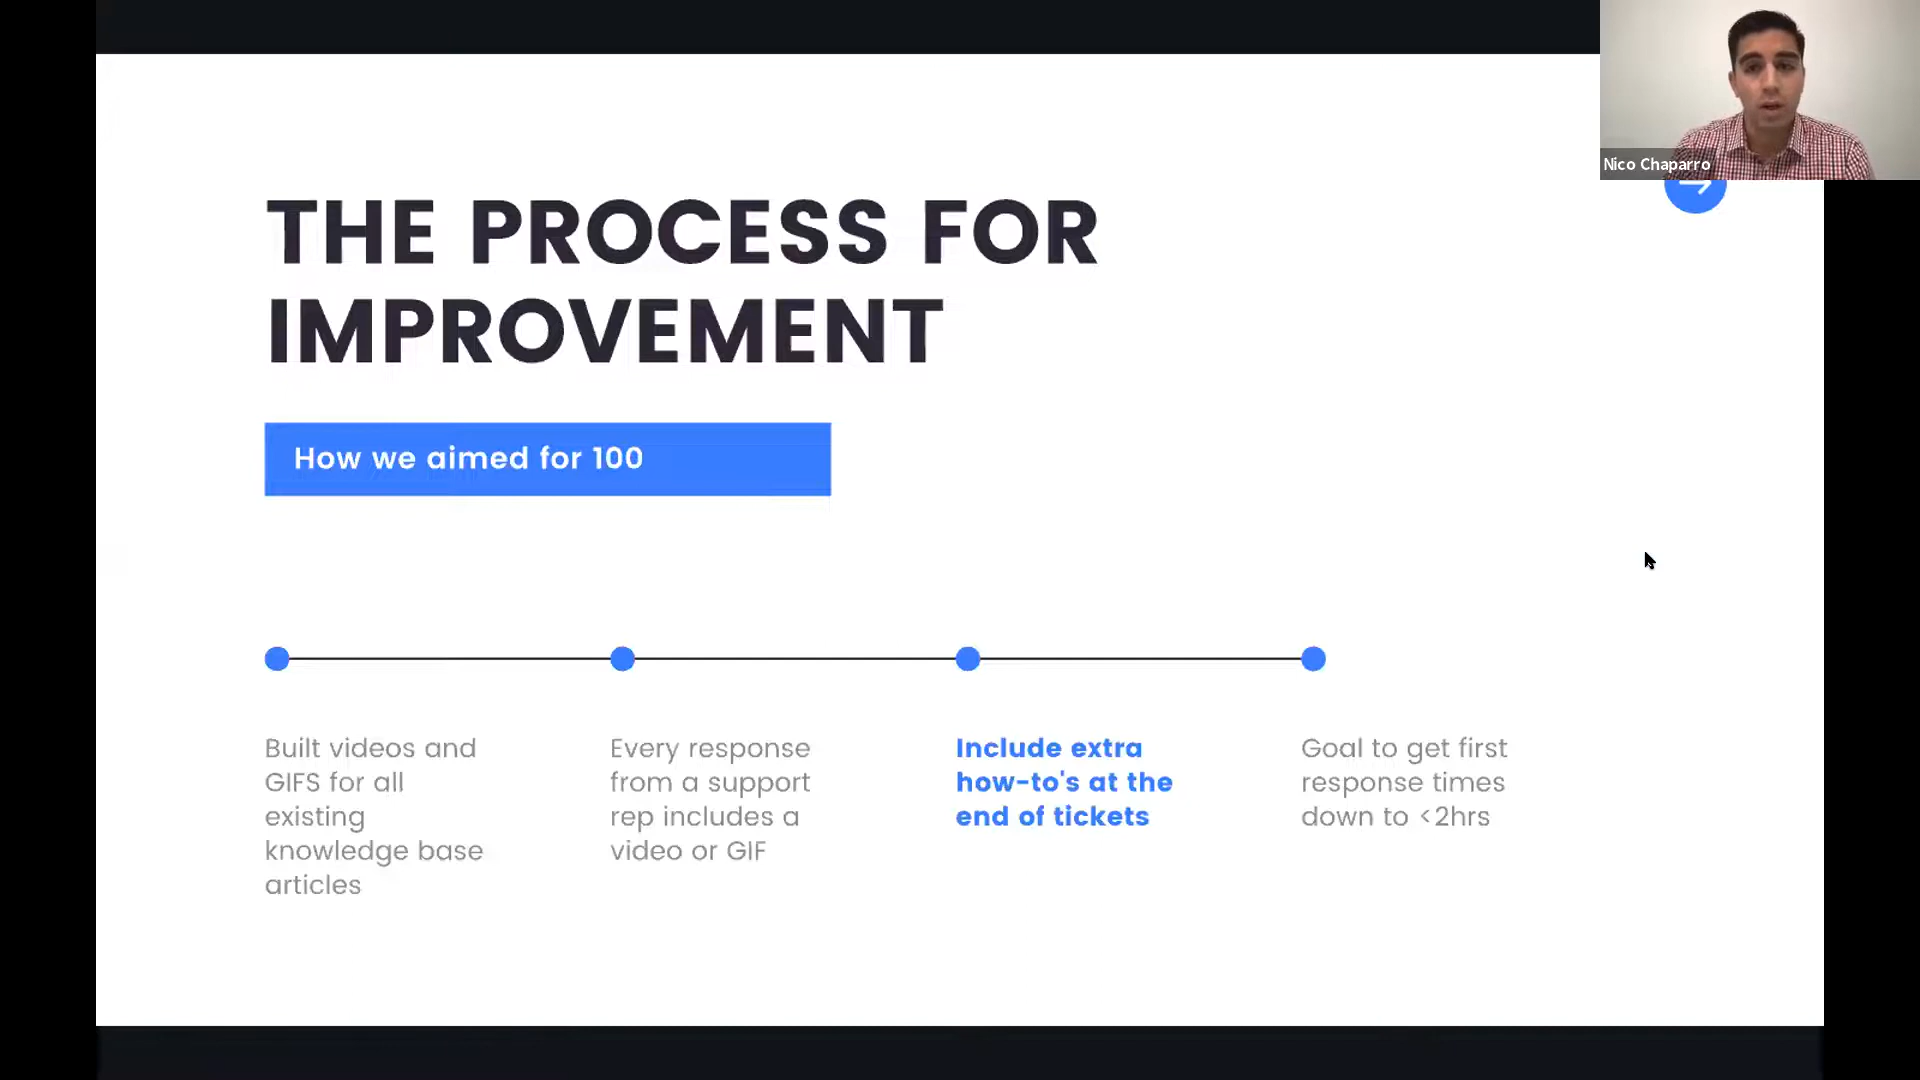 Nico Chaparro
THE PROCESS FOR
IMPROVEMENT
How we aimed for 100
Built videos and
GIFS for all
existing
knowledge base
articles
Every response
from a support
rep includes a
video or GIF
Include extra
how-to's at the
end of tickets
Goal to get first
response times
down to <2hrs